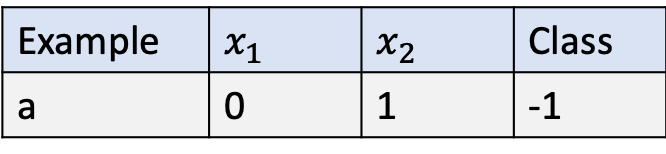 Example x₁ x₂ Class
a 0 1 -1